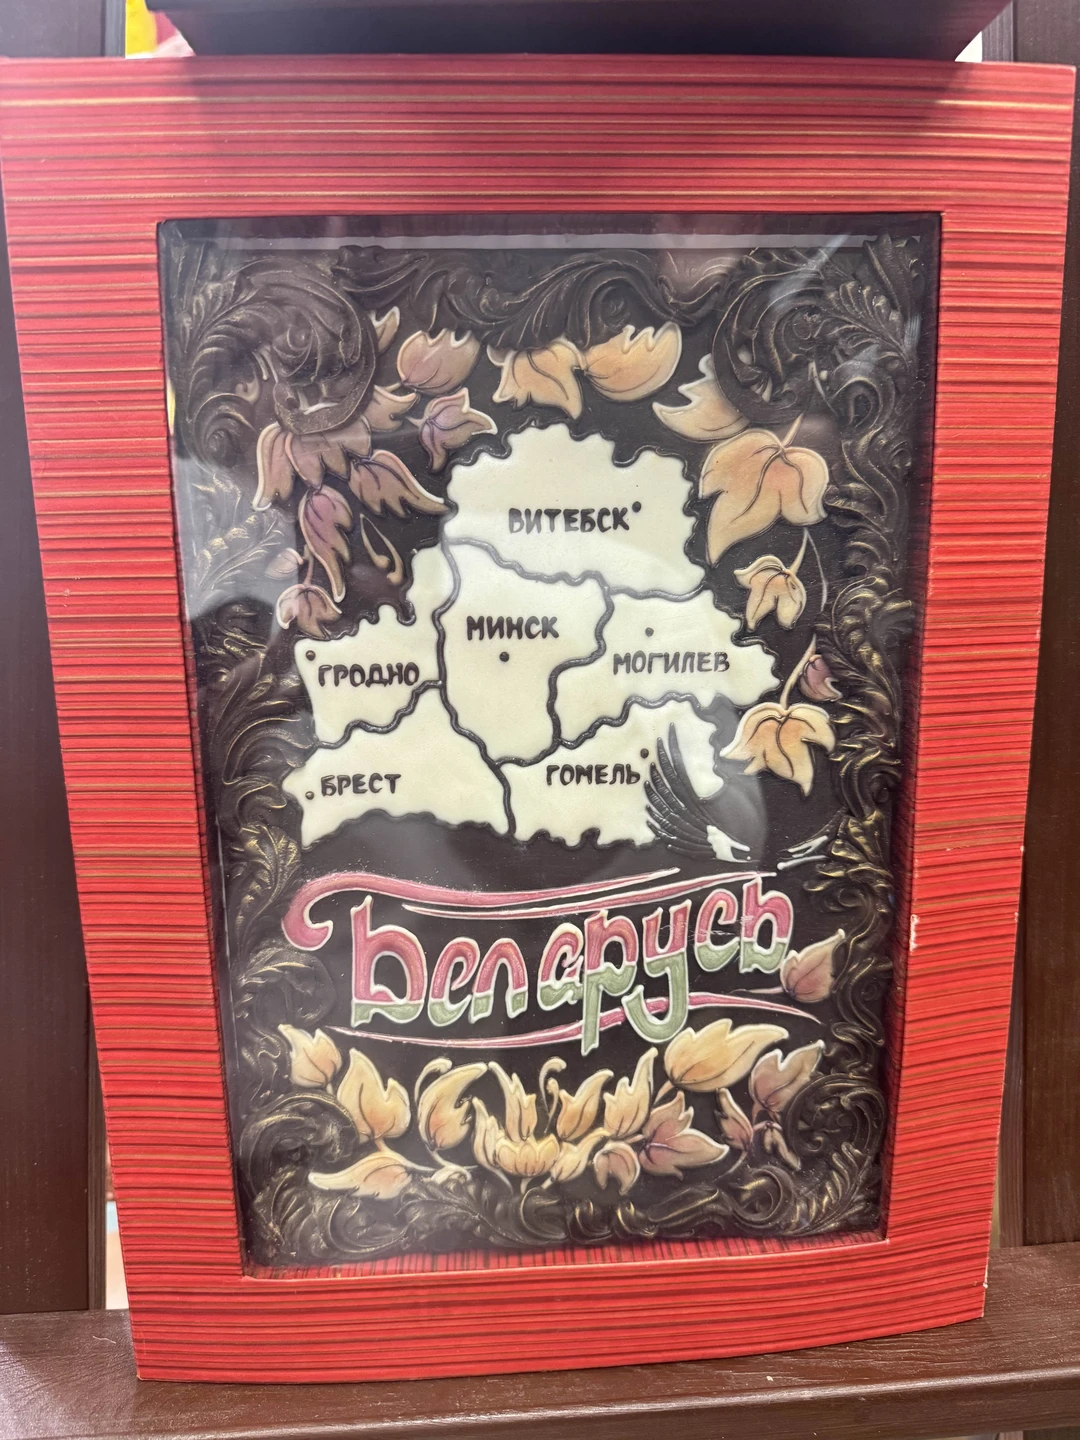 ВИТЕБСК
МИНСК
МОГИЛЕВ
ГРОДНО
ГОМЕЛЬ
БРЕСТ
Беларусь